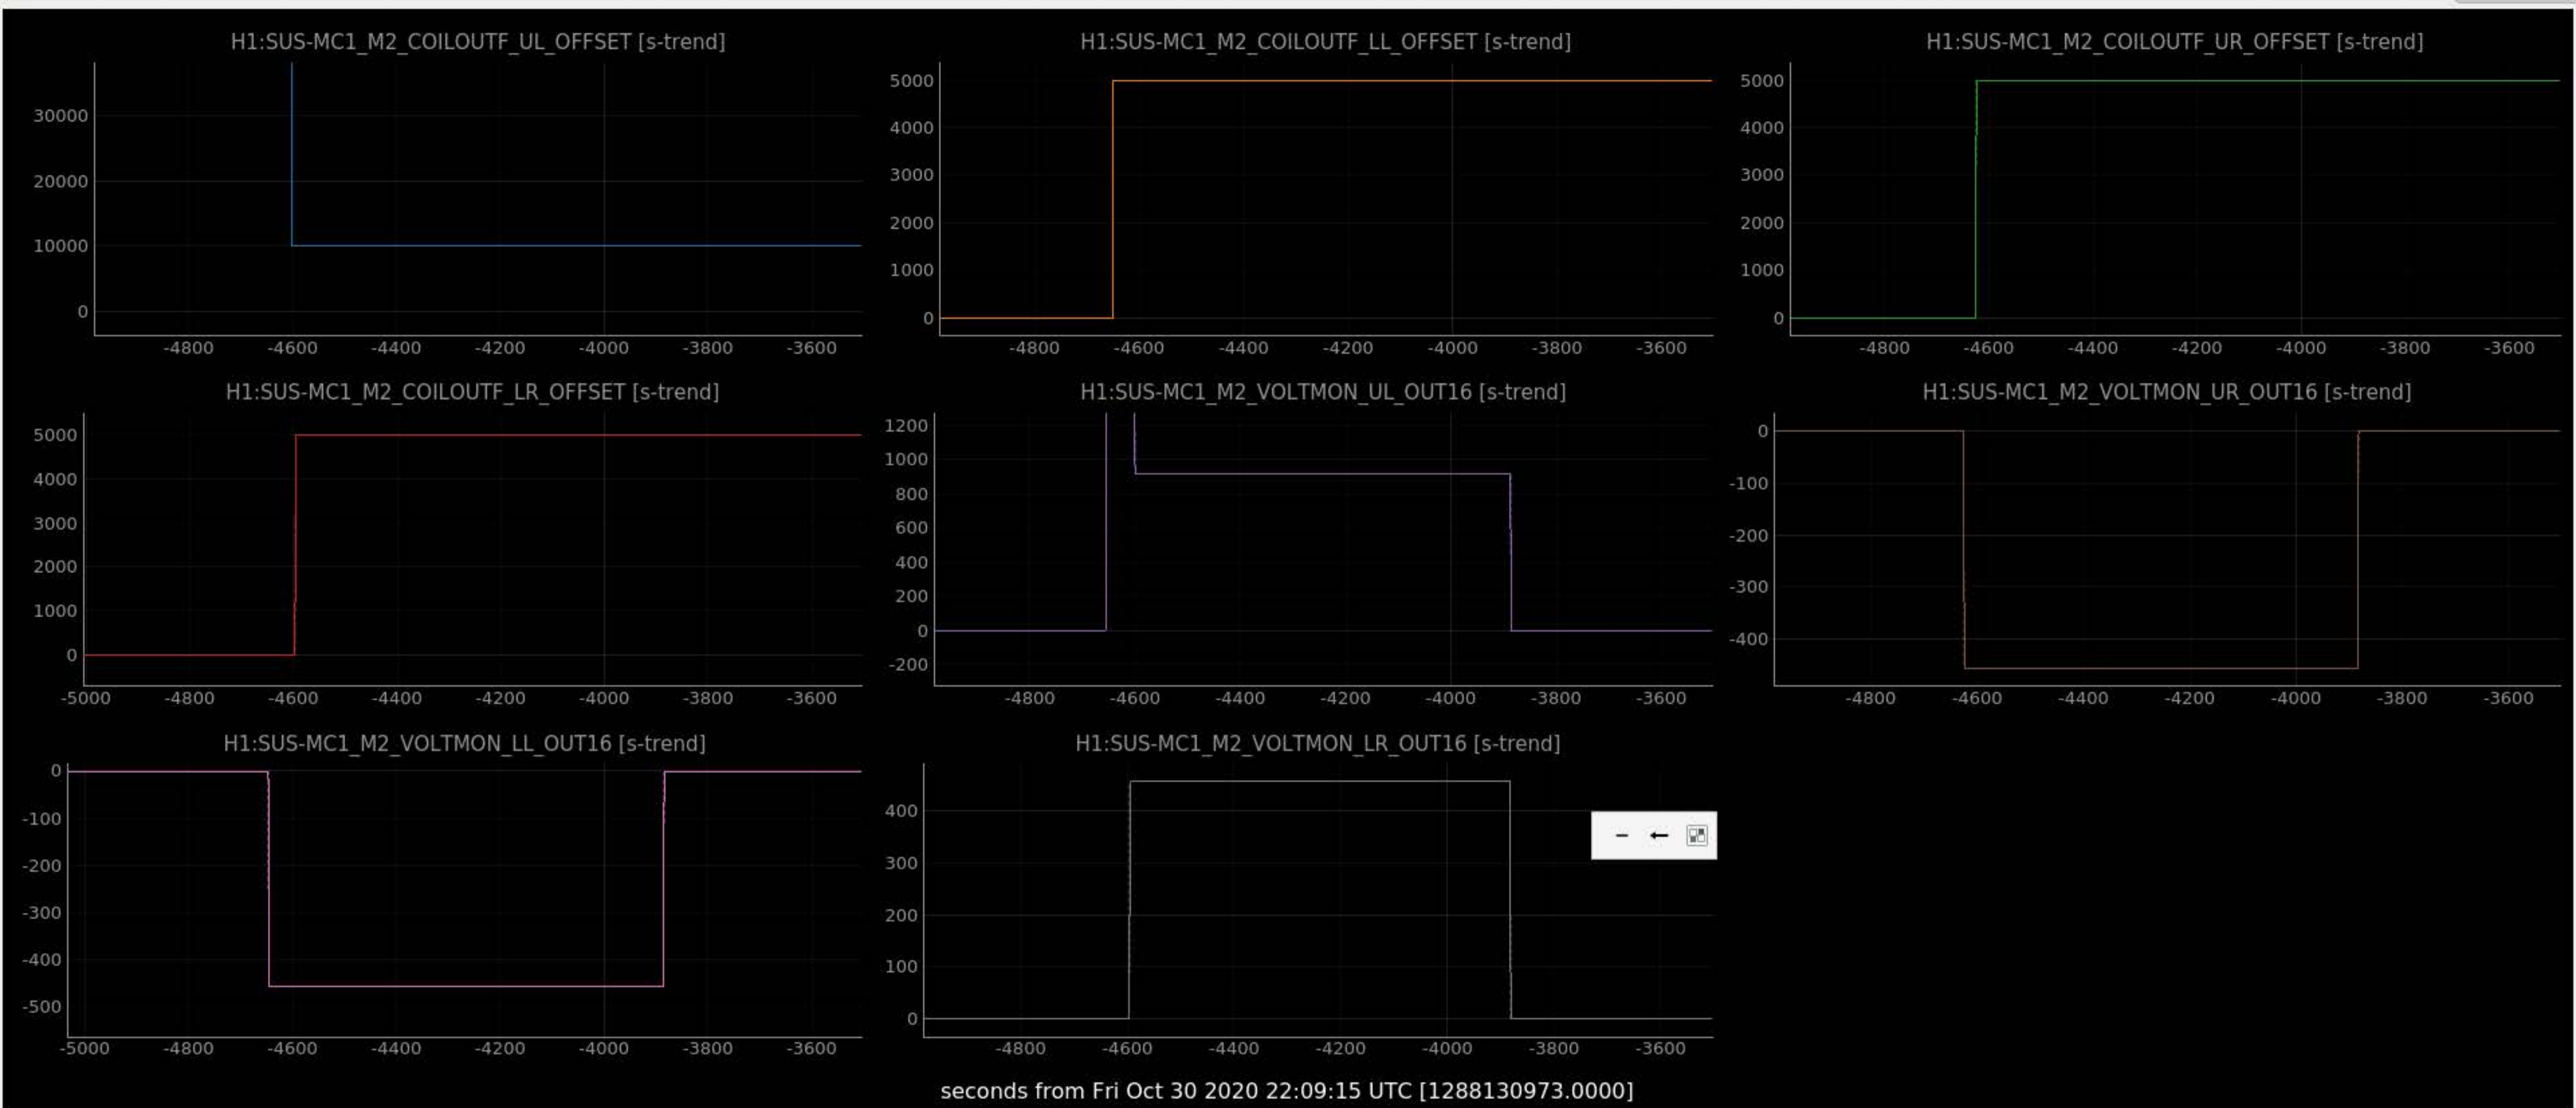 H1:SUS-MC1_M2_COILOUTF_UL_OFFSET [s-trend]
30000
20000
10000
0
-4800 -4600 -4400 -4200 -4000 -3800 -3600
H1:SUS-MC1_M2_COILOUTF_LL_OFFSET [s-trend]
5000
4000
3000
2000
1000
0
-4800 -4600 -4400 -4200 -4000 -3800 -3600
H1:SUS-MC1_M2_COILOUTF_UR_OFFSET [s-trend]
5000
4000
3000
2000
1000
0
-4800 -4600 -4400 -4200 -4000 -3800 -3600
H1:SUS-MC1_M2_COILOUTF_LR_OFFSET [s-trend]
5000
4000
3000
2000
1000
0
-5000 -4800 -4600 -4400 -4200 -4000 -3800 -3600
H1:SUS-MC1_M2_VOLTMON_UL_OUT16 [s-trend]
1200
1000
800
600
400
200
0
-200
-4800 -4600 -4400 -4200 -4000 -3800 -3600
H1:SUS-MC1_M2_VOLTMON_UR_OUT16 [s-trend]
0
-100
-200
-300
-400
-4800 -4600 -4400 -4200 -4000 -3800 -3600
H1:SUS-MC1_M2_VOLTMON_LL_OUT16 [s-trend]
0
-100
-200
-300
-400
-500
-5000 -4800 -4600 -4400 -4200 -4000 -3800 -3600
H1:SUS-MC1_M2_VOLTMON_LR_OUT16 [s-trend]
400
300
200
100
0
-4800 -4600 -4400 -4200 -4000 -3800 -3600
seconds from Fri Oct 30 2020 22:09:15 UTC [1288130973.0000]